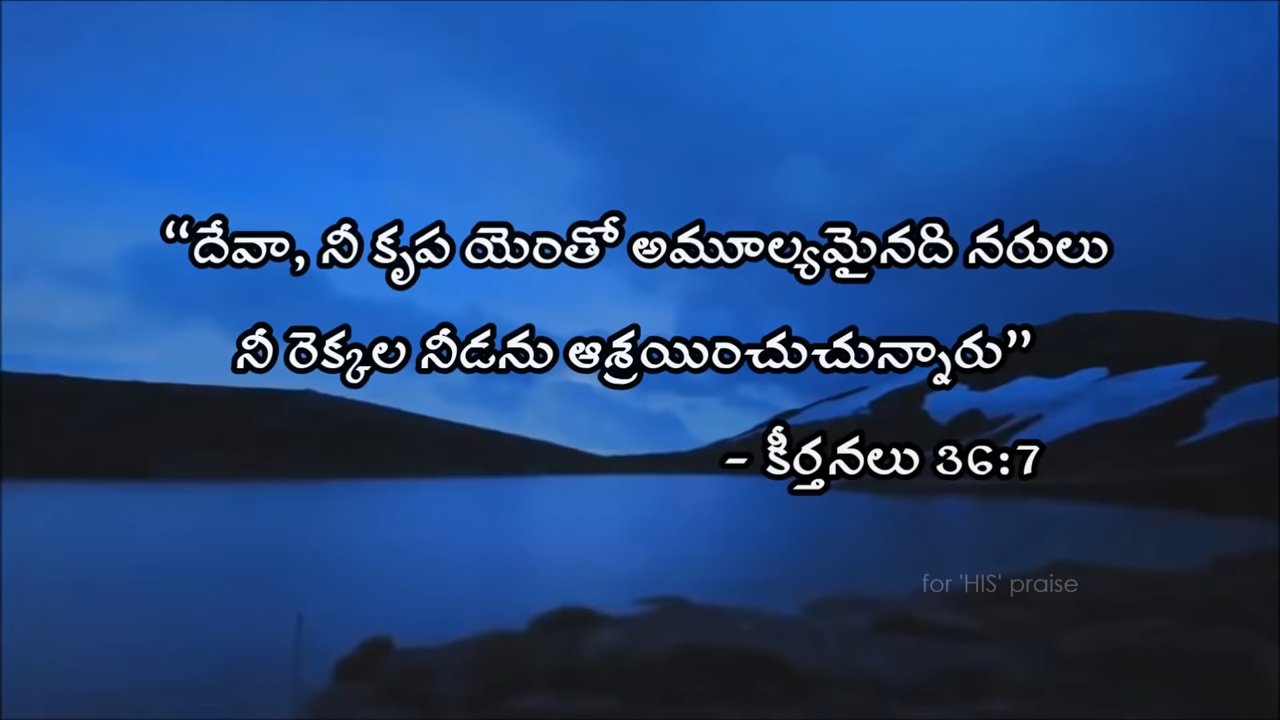 “దేవా, నీ కృప యెంతో అమూల్యమైనది నరులు
నీ రెక్కల నీడను ఆశ్రయించుచున్నారు”
- కీర్తనలు 36:7
for 'HIS' praise